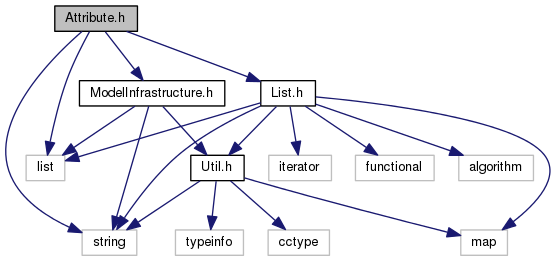 Attribute.h
ModelInfrastructure.h
List.h
list
Util.h
iterator
functional
algorithm
string
typeinfo
cctype
map